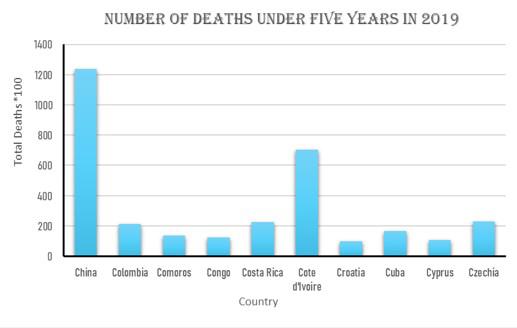 NUMBER OF DEATHS UNDER FIVE YEARS IN 2019
Total Deaths *100
1400
1200
1000
800
600
400
200
0
China Colombia Comoros Congo Costa Rica Cote d'Ivoire Croatia Cuba Cyprus Czechia
Country